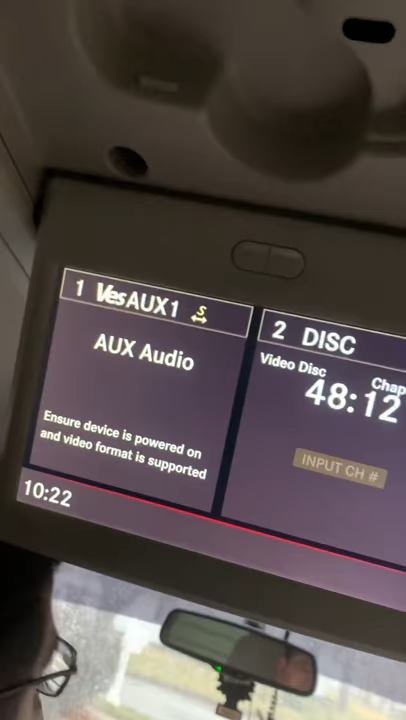 1 VesAUX1 S
AUX Audio
Ensure device is powered on
and video format is supported
10:22
2 DISC
Video Disc
Chap
48:12
INPUT CH #